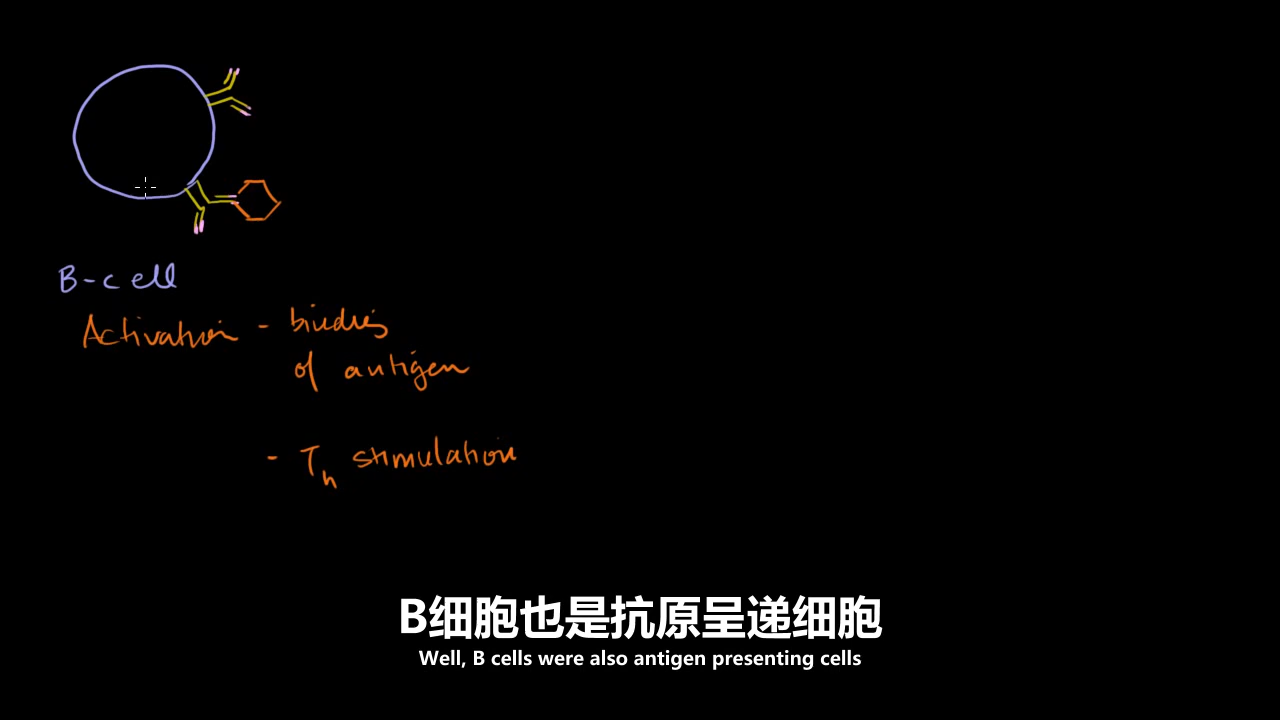 B-cell
Activation - binding
of antigen
- Th stimulation
B细胞也是抗原呈递细胞
Well, B cells were also antigen presenting cells